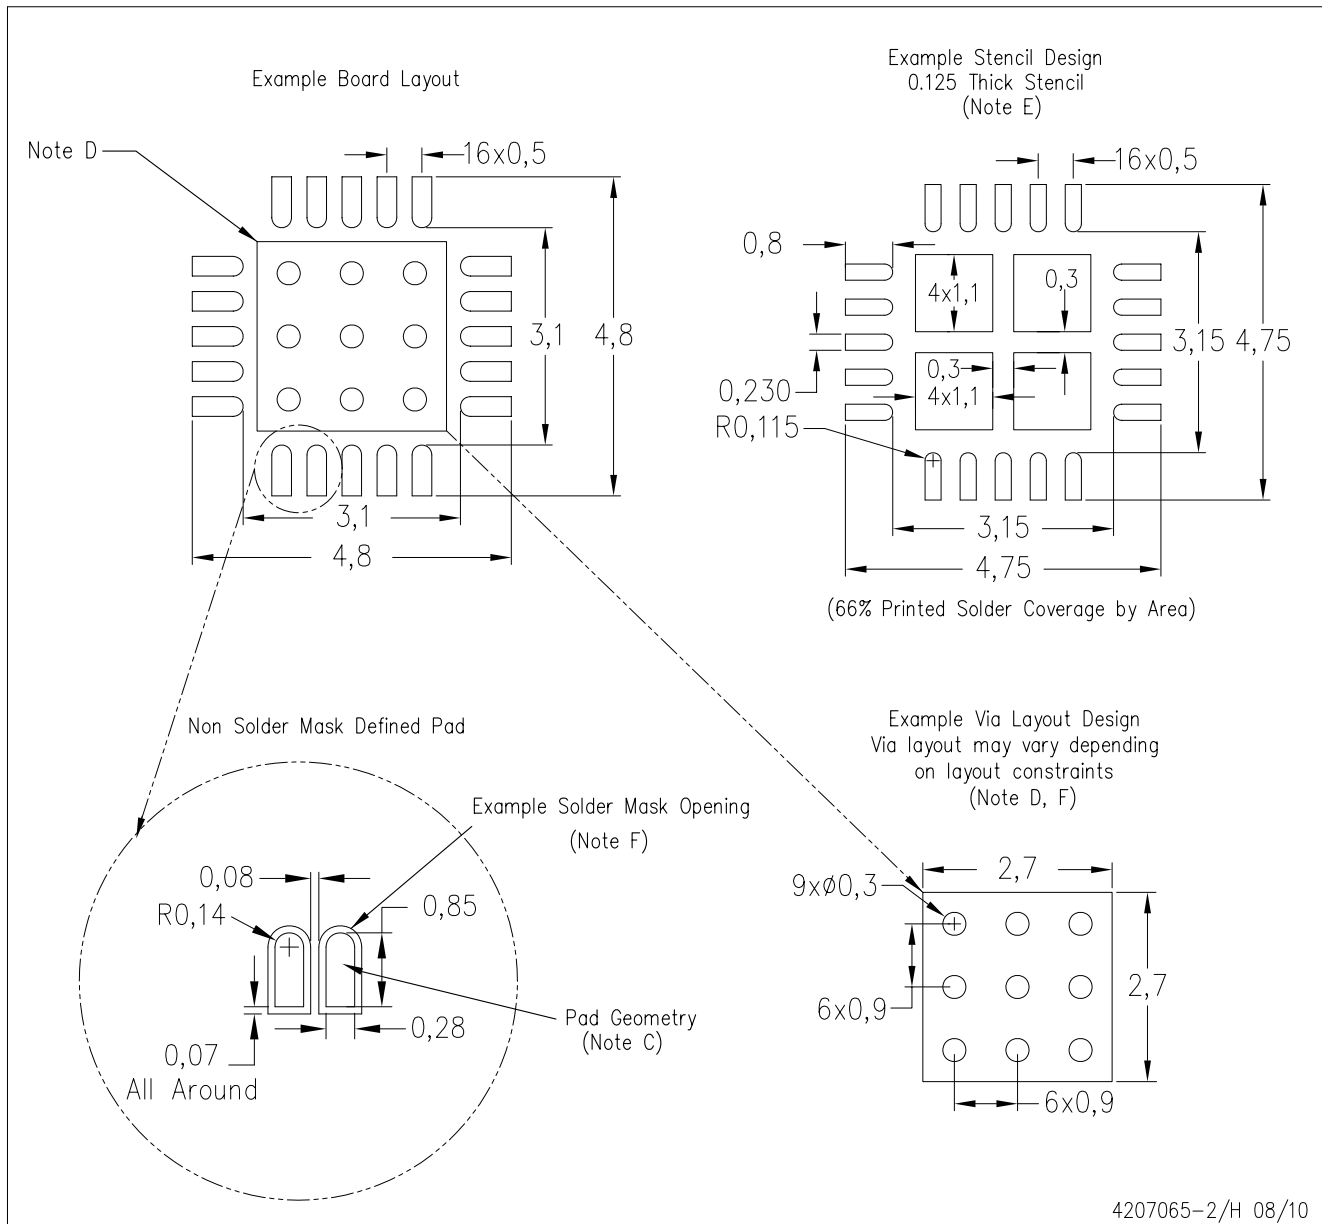 Example Board Layout
Note D
16x0,5
3,1
4,8
3,1
4,8
Example Stencil Design
0.125 Thick Stencil
(Note E)
16x0,5
0,8
4x1,1
0,3
3,15
4,75
0,3
4x1,1
0,230
R0,115
3,15
4,75
(66% Printed Solder Coverage by Area)
Non Solder Mask Defined Pad
Example Solder Mask Opening
(Note F)
0,08
R0,14
0,85
0,28
Pad Geometry
(Note C)
0,07
All Around
Example Via Layout Design
Via layout may vary depending
on layout constraints
(Note D, F)
2,7
9xø0,3
2,7
6x0,9
6x0,9
4207065-2/H 08/10